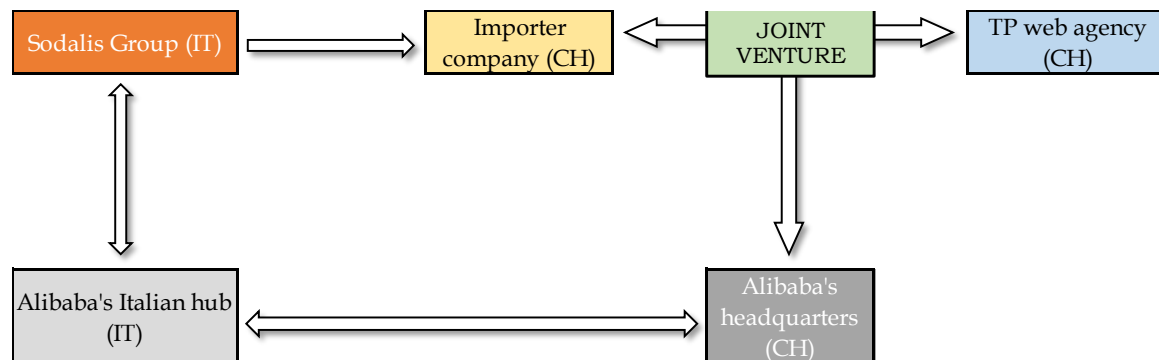 Sodalis Group (IT)
Importer
company (CH)
JOINT
VENTURE
TP web agency
(CH)
Alibaba's Italian hub
(IT)
Alibaba's
headquarters
(CH)